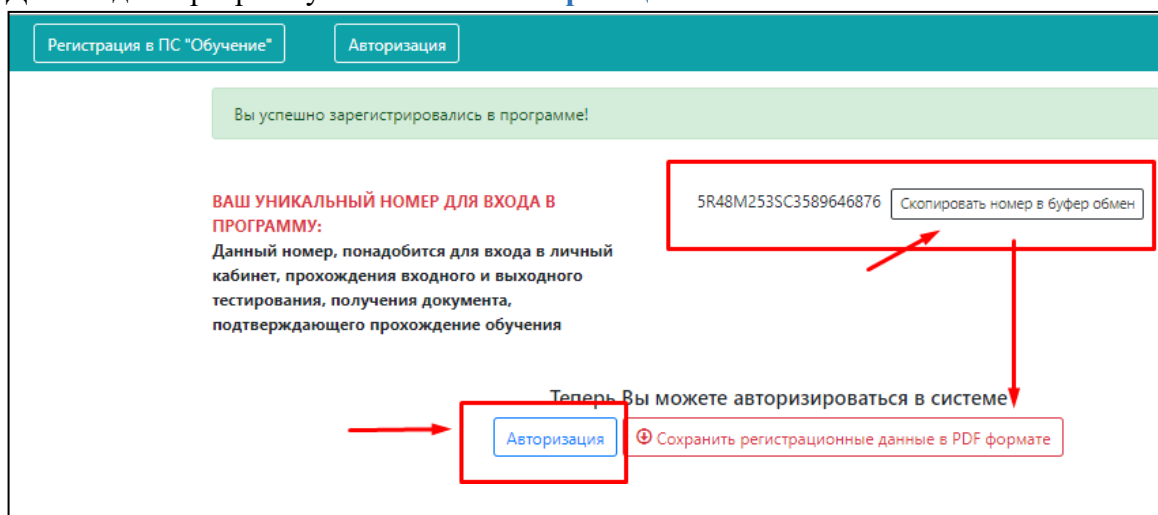 Регистрация в ПС "Обучение" Авторизация
Вы успешно зарегистрировались в программе!
ВАШ УНИКАЛЬНЫЙ НОМЕР ДЛЯ ВХОДА В
ПРОГРАММУ:
Данный номер, понадобится для входа в личный
кабинет, прохождения входного и выходного
тестирования, получения документа,
подтверждающего прохождение обучения
5R48M253SC3589646876 Скопировать номер в буфер обмен
Теперь Вы можете авторизироваться в системе
Авторизация Сохранить регистрационные данные в PDF формате